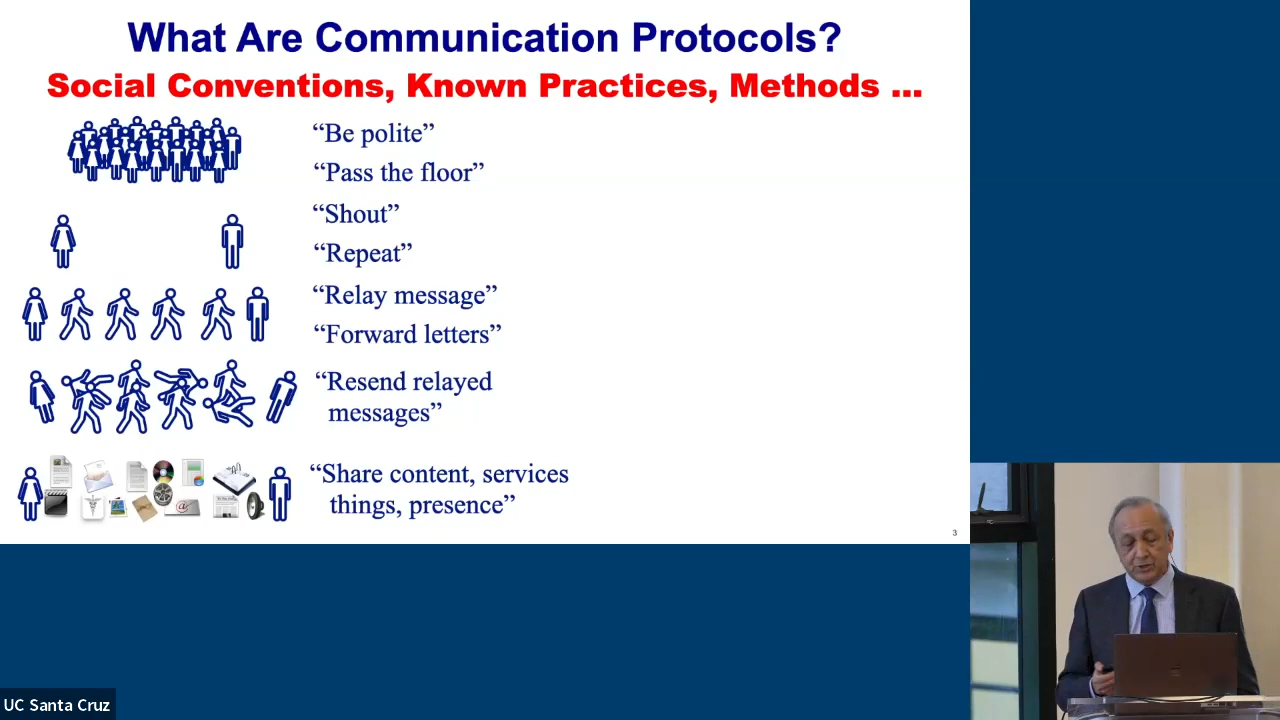 What Are Communication Protocols?
Social Conventions, Known Practices, Methods ...
“Be polite”
“Pass the floor”
“Shout”
“Repeat”
“Relay message”
“Forward letters”
“Resend relayed
messages”
“Share content, services
things, presence”
3
UC Santa Cruz